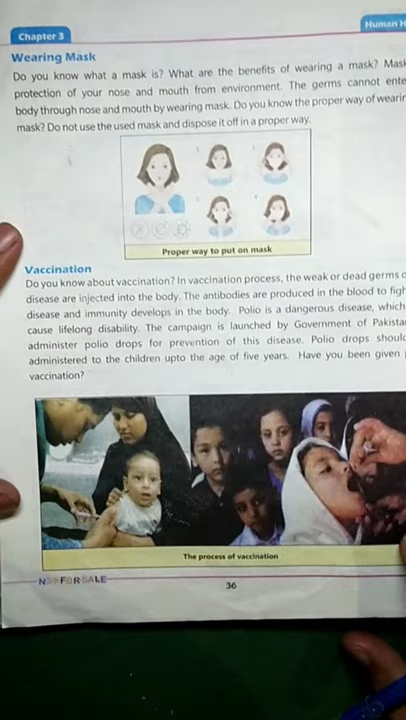 Chapter 3
Human H
Wearing Mask
Do you know what a mask is? What are the benefits of wearing a mask? Mask
protection of your nose and mouth from environment. The germs cannot ente
body through nose and mouth by wearing mask. Do you know the proper way of wearin
mask? Do not use the used mask and dispose it off in a proper way.
Proper way to put on mask
Vaccination
Do you know about vaccination? In vaccination process, the weak or dead germs o
disease are injected into the body. The antibodies are produced in the blood to figh
disease and immunity develops in the body. Polio is a dangerous disease, which
cause lifelong disability. The campaign is launched by Government of Pakista
administer polio drops for prevention of this disease. Polio drops should
administered to the children upto the age of five years. Have you been given
vaccination?
The process of vaccination
FOR SALE
36